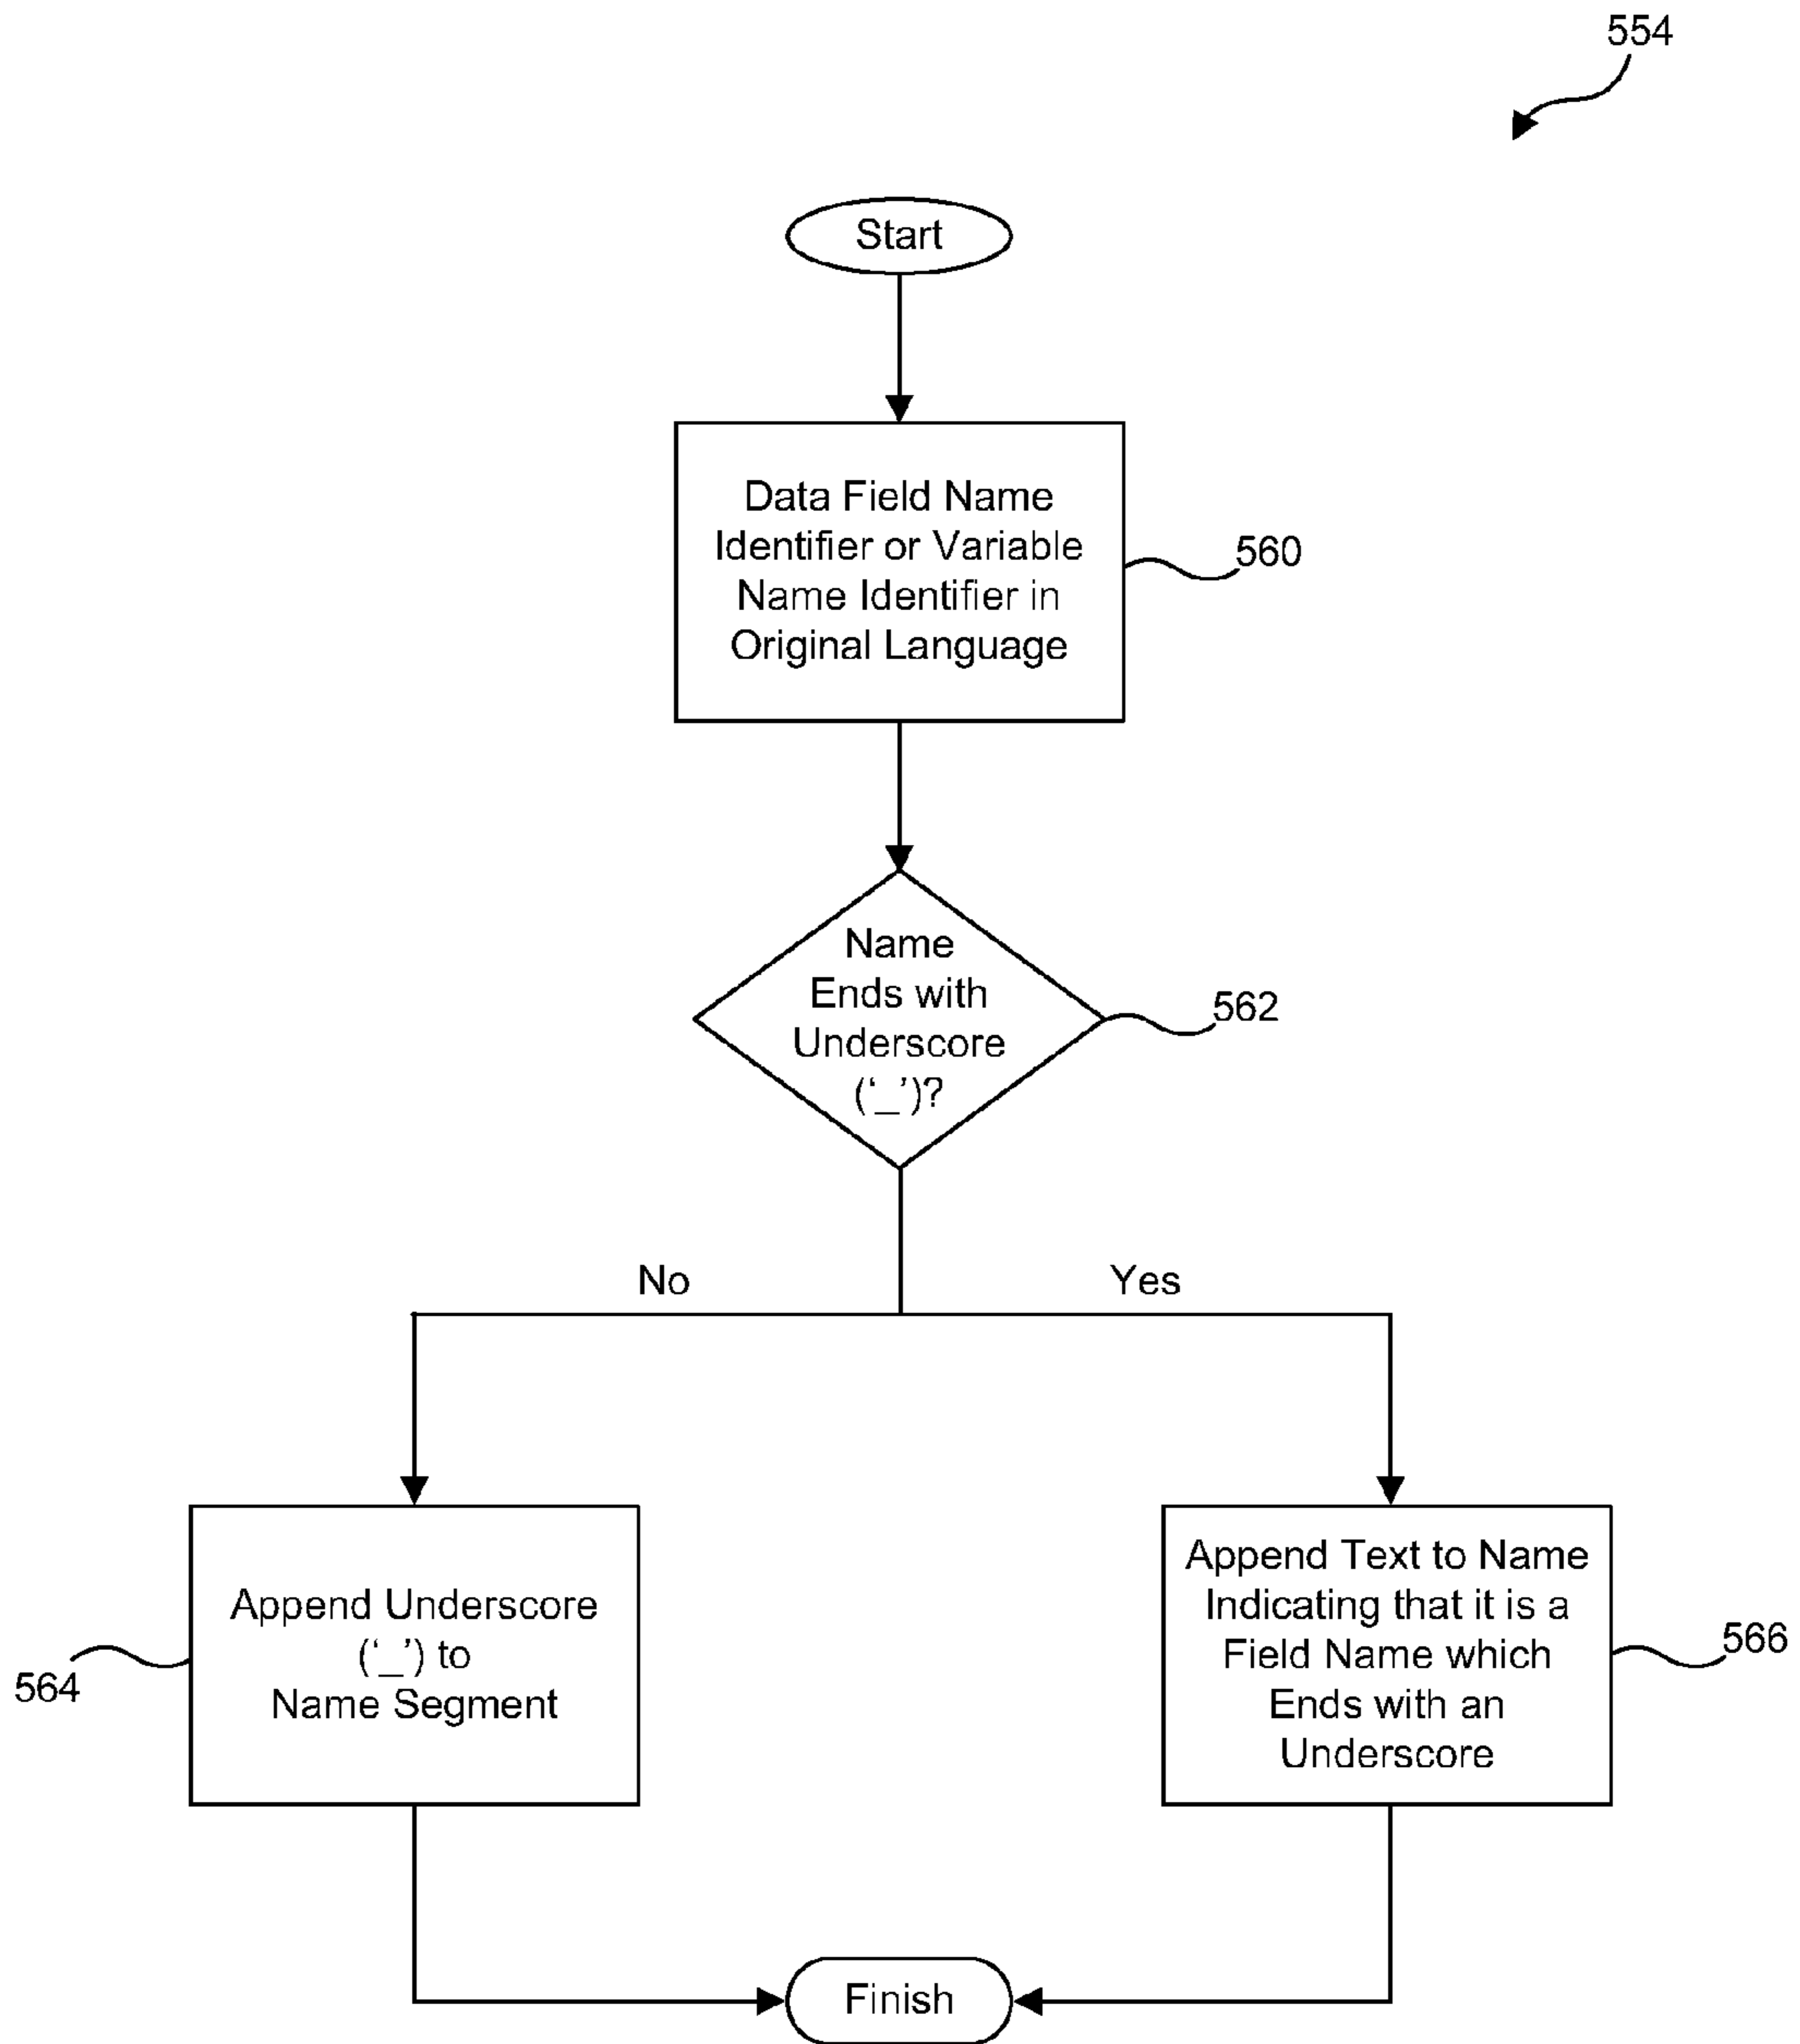 554
Start
Data Field Name
Identifier or Variable
Name Identifier in
Original Language
560
Name
Ends with
Underscore
(‘_’)?
562
No
Yes
Append Underscore
(‘_’) to
Name Segment
564
Append Text to Name
Indicating that it is a
Field Name which
Ends with an
Underscore
566
Finish